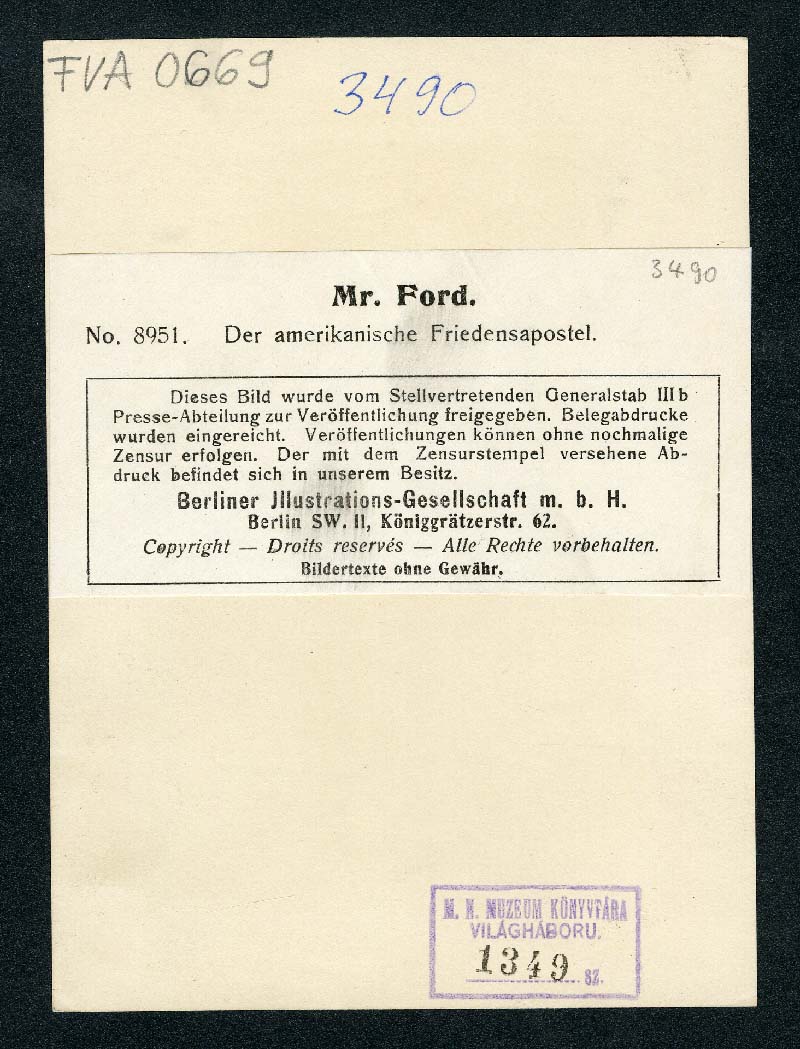 FVA 0669
3490
3490
Mr. Ford.
No. 8951. Der amerikanische Friedensapostel.
Dieses Bild wurde vom Stellvertretenden Generalstab III b
Presse-Abteilung zur Veröffentlichung freigegeben. Belegabdrucke
wurden eingereicht. Veröffentlichungen können ohne nochmalige
Zensur erfolgen. Der mit dem Zensurstempel versehene Ab-
druck befindet sich in unserem Besitz.
Berliner Jllustrations-Gesellschaft m. b. H.
Berlin SW. 11, Königgrätzerstr. 62.
Copyright — Droits reservés — Alle Rechte vorbehalten.
Bildertexte ohne Gewähr.
M. N. MUZEUM KÖNYVTÁRA
VILÁGHÁBORU.
1349 SZ.